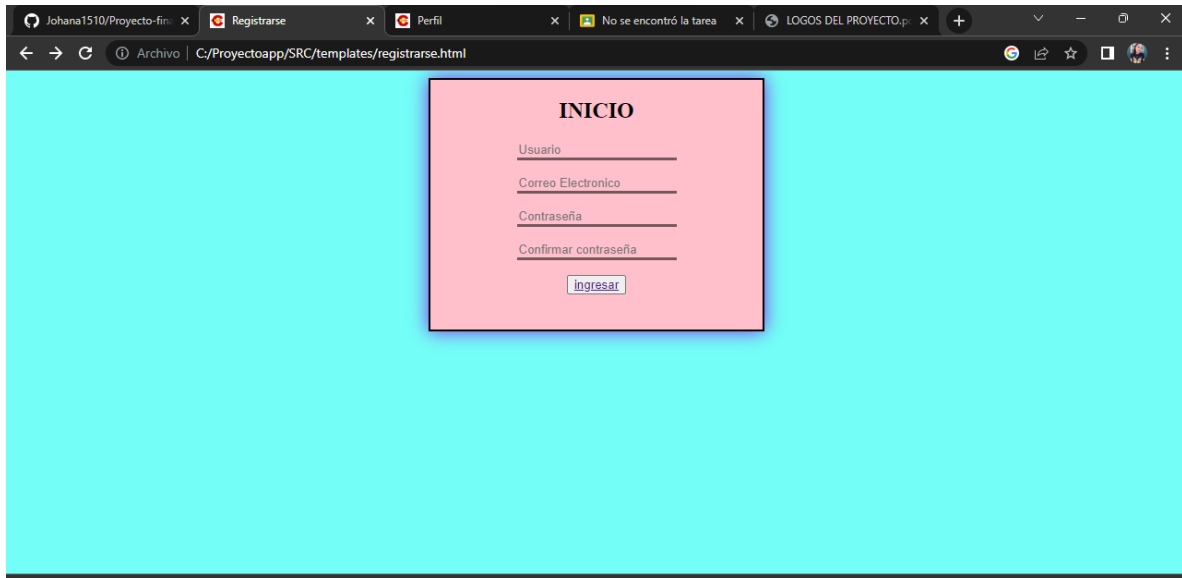 Johana1510/Proyecto-fin
Registrarse
Perfil
No se encontró la tarea
LOGOS DEL PROYECTO.p
Archivo
C:/Proyectoapp/SRC/templates/registrarse.html
INICIO
Usuario
Correo Electronico
Contraseña
Confirmar contraseña
ingresar